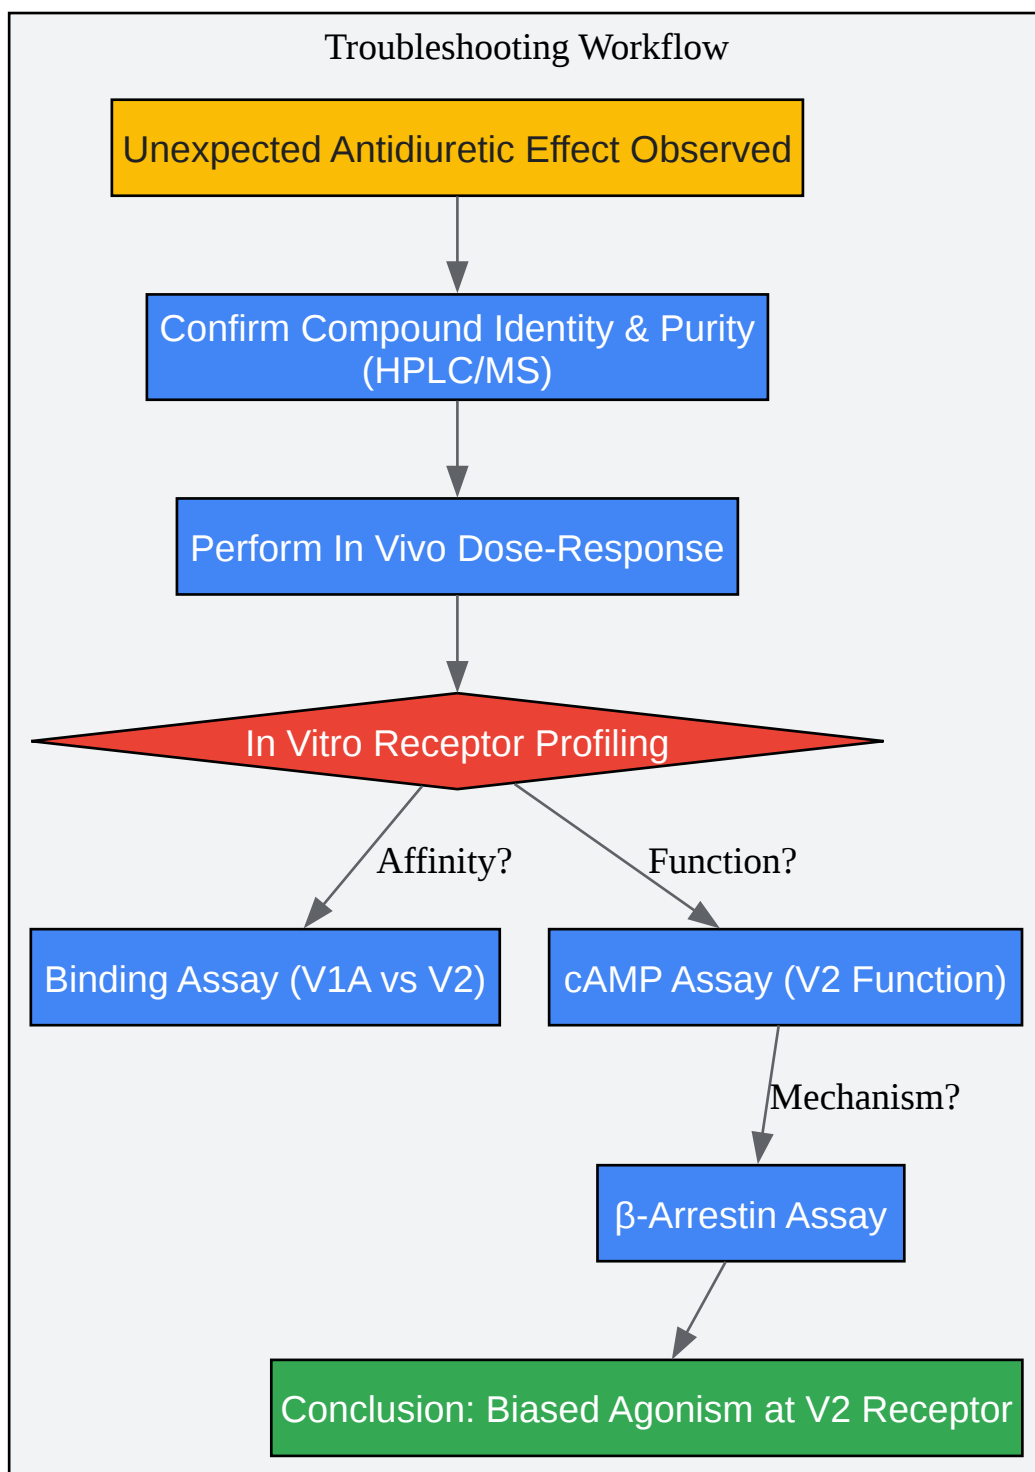 Troubleshooting Workflow
Unexpected Antidiuretic Effect Observed
Confirm Compound Identity & Purity
(HPLC/MS)
Perform In Vivo Dose-Response
In Vitro Receptor Profiling
Affinity?
Function?
Binding Assay (V1A vs V2)
cAMP Assay (V2 Function)
Mechanism?
β-Arrestin Assay
Conclusion: Biased Agonism at V2 Receptor